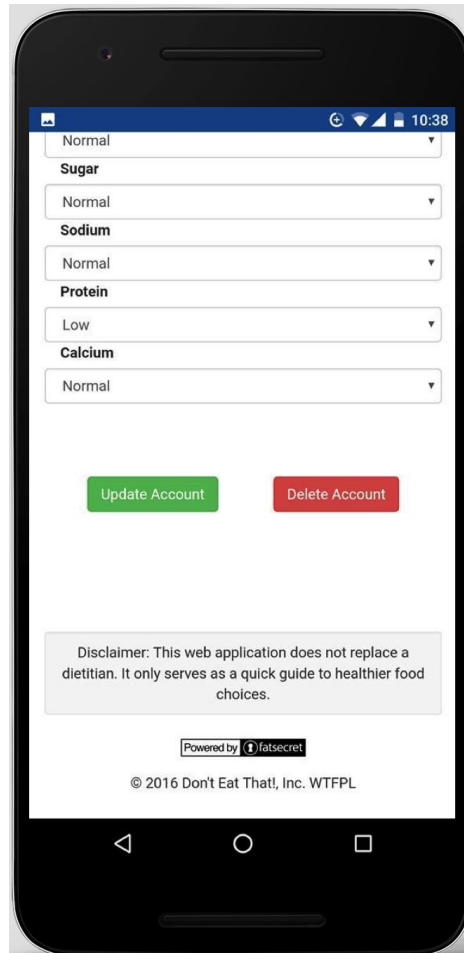 10:38
Normal
Sugar
Normal
Sodium
Normal
Protein
Low
Calcium
Normal
Update Account
Delete Account
Disclaimer: This web application does not replace a
dietitian. It only serves as a quick guide to healthier food
choices.
Powered by fatsecret
© 2016 Don't Eat That!, Inc. WTFPL